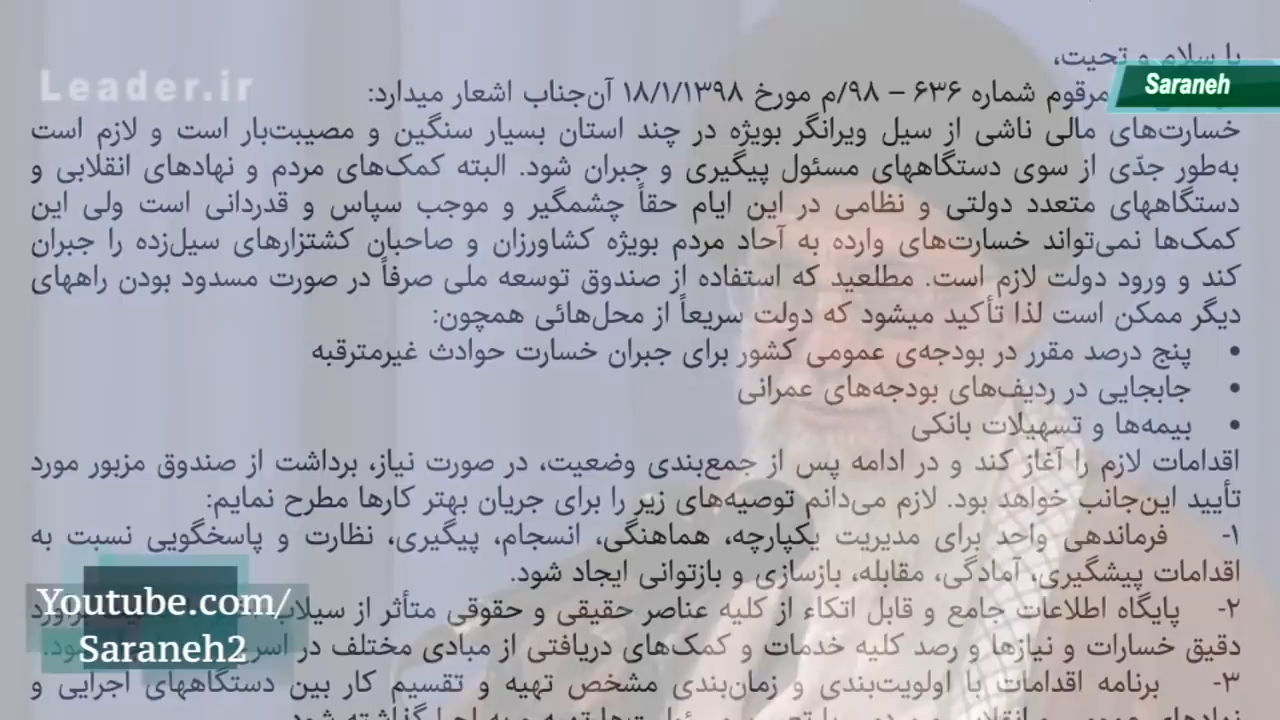 با سلام و تحیت،
Leader.ir
Saraneh
مرقوم شماره ۶۳۶ – ۹۸/م مورخ ۱۸/۱/۱۳۹۸ آن‌جناب اشعار میدارد:
خسارت‌های مالی ناشی از سیل ویرانگر بویژه در چند استان بسیار سنگین و مصیبت‌بار است و لازم است
به‌طور جدّی از سوی دستگاههای مسئول پیگیری و جبران شود. البته کمک‌های مردم و نهادهای انقلابی و
دستگاههای متعدد دولتی و نظامی در این ایام حقاً چشمگیر و موجب سپاس و قدردانی است ولی این
کمک‌ها نمی‌تواند خسارت‌های وارده به آحاد مردم بویژه کشاورزان و صاحبان کشتزارهای سیل‌زده را جبران
کند و ورود دولت لازم است. مطلعید که استفاده از صندوق توسعه ملی صرفاً در صورت مسدود بودن راههای
دیگر ممکن است لذا تأکید میشود که دولت سریعاً از محل‌هائی همچون:
• پنج درصد مقرر در بودجه‌ی عمومی کشور برای جبران خسارت حوادث غیرمترقبه
• جابجایی در ردیف‌های بودجه‌های عمرانی
• بیمه‌ها و تسهیلات بانکی
اقدامات لازم را آغاز کند و در ادامه پس از جمع‌بندی وضعیت، در صورت نیاز، برداشت از صندوق مزبور مورد
تأیید این‌جانب خواهد بود. لازم می‌دانم توصیه‌های زیر را برای جریان بهتر کارها مطرح نمایم:
۱- فرماندهی واحد برای مدیریت یکپارچه، هماهنگی، انسجام، پیگیری، نظارت و پاسخگویی نسبت به
اقدامات پیشگیری، آمادگی، مقابله، بازسازی و بازتوانی ایجاد شود.
۲- پایگاه اطلاعات جامع و قابل اتکاء از کلیه عناصر حقیقی و حقوقی متأثر از سیلاب
دقیق خسارات و نیازها و رصد کلیه خدمات و کمک‌های دریافتی از مبادی مختلف در
۳- برنامه اقدامات با اولویت‌بندی و زمان‌بندی مشخص تهیه و تقسیم کار بین دستگاههای اجرایی و
Youtube.com/
Saraneh2